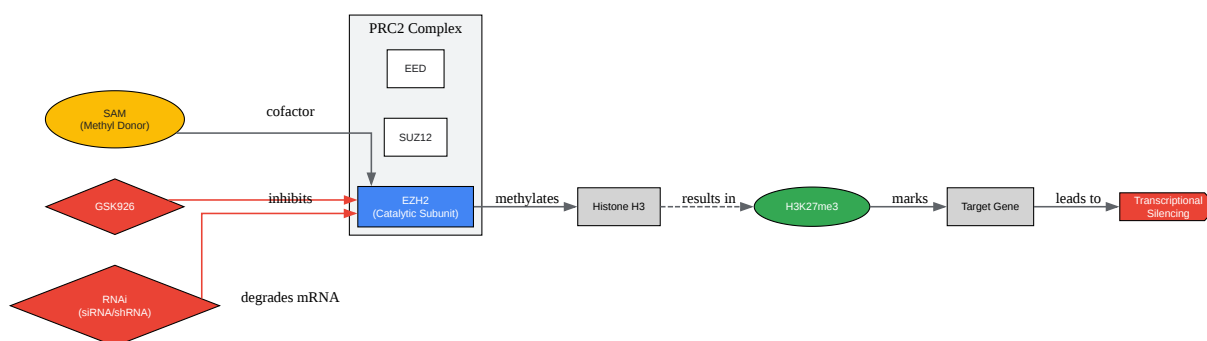 PRC2 Complex
EED
SAM
(Methyl Donor)
cofactor
SUZ12
GSK926
inhibits
EZH2
(Catalytic Subunit)
methylates
Histone H3
results in
H3K27me3
marks
Target Gene
leads to
Transcriptional
Silencing
RNAi
(siRNA/shRNA)
degrades mRNA